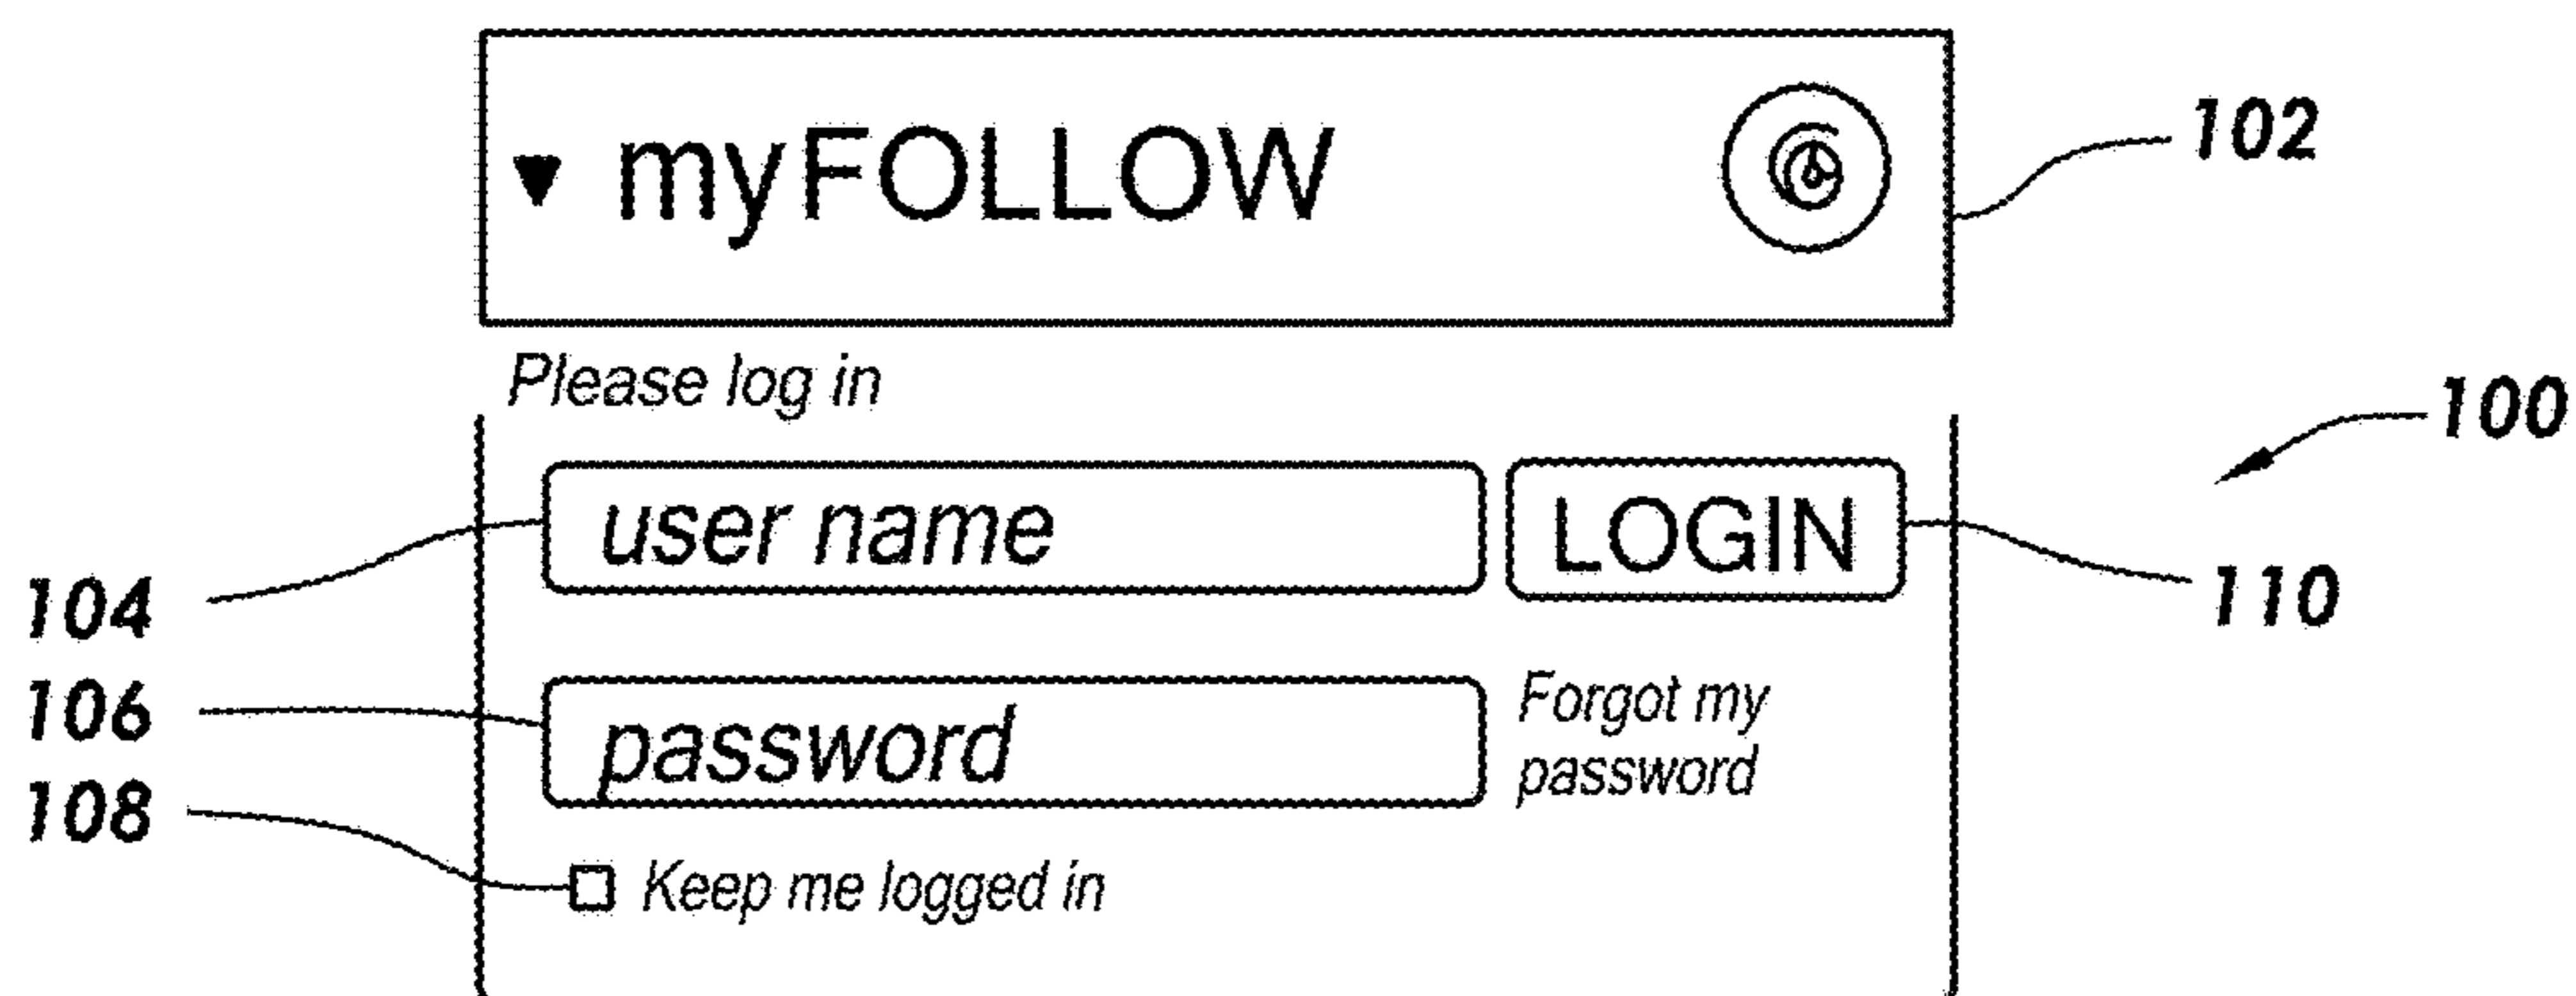 ▼ myFOLLOW
102
Please log in
100
user name
LOGIN
104
110
106
password
Forgot my
password
108
Keep me logged in